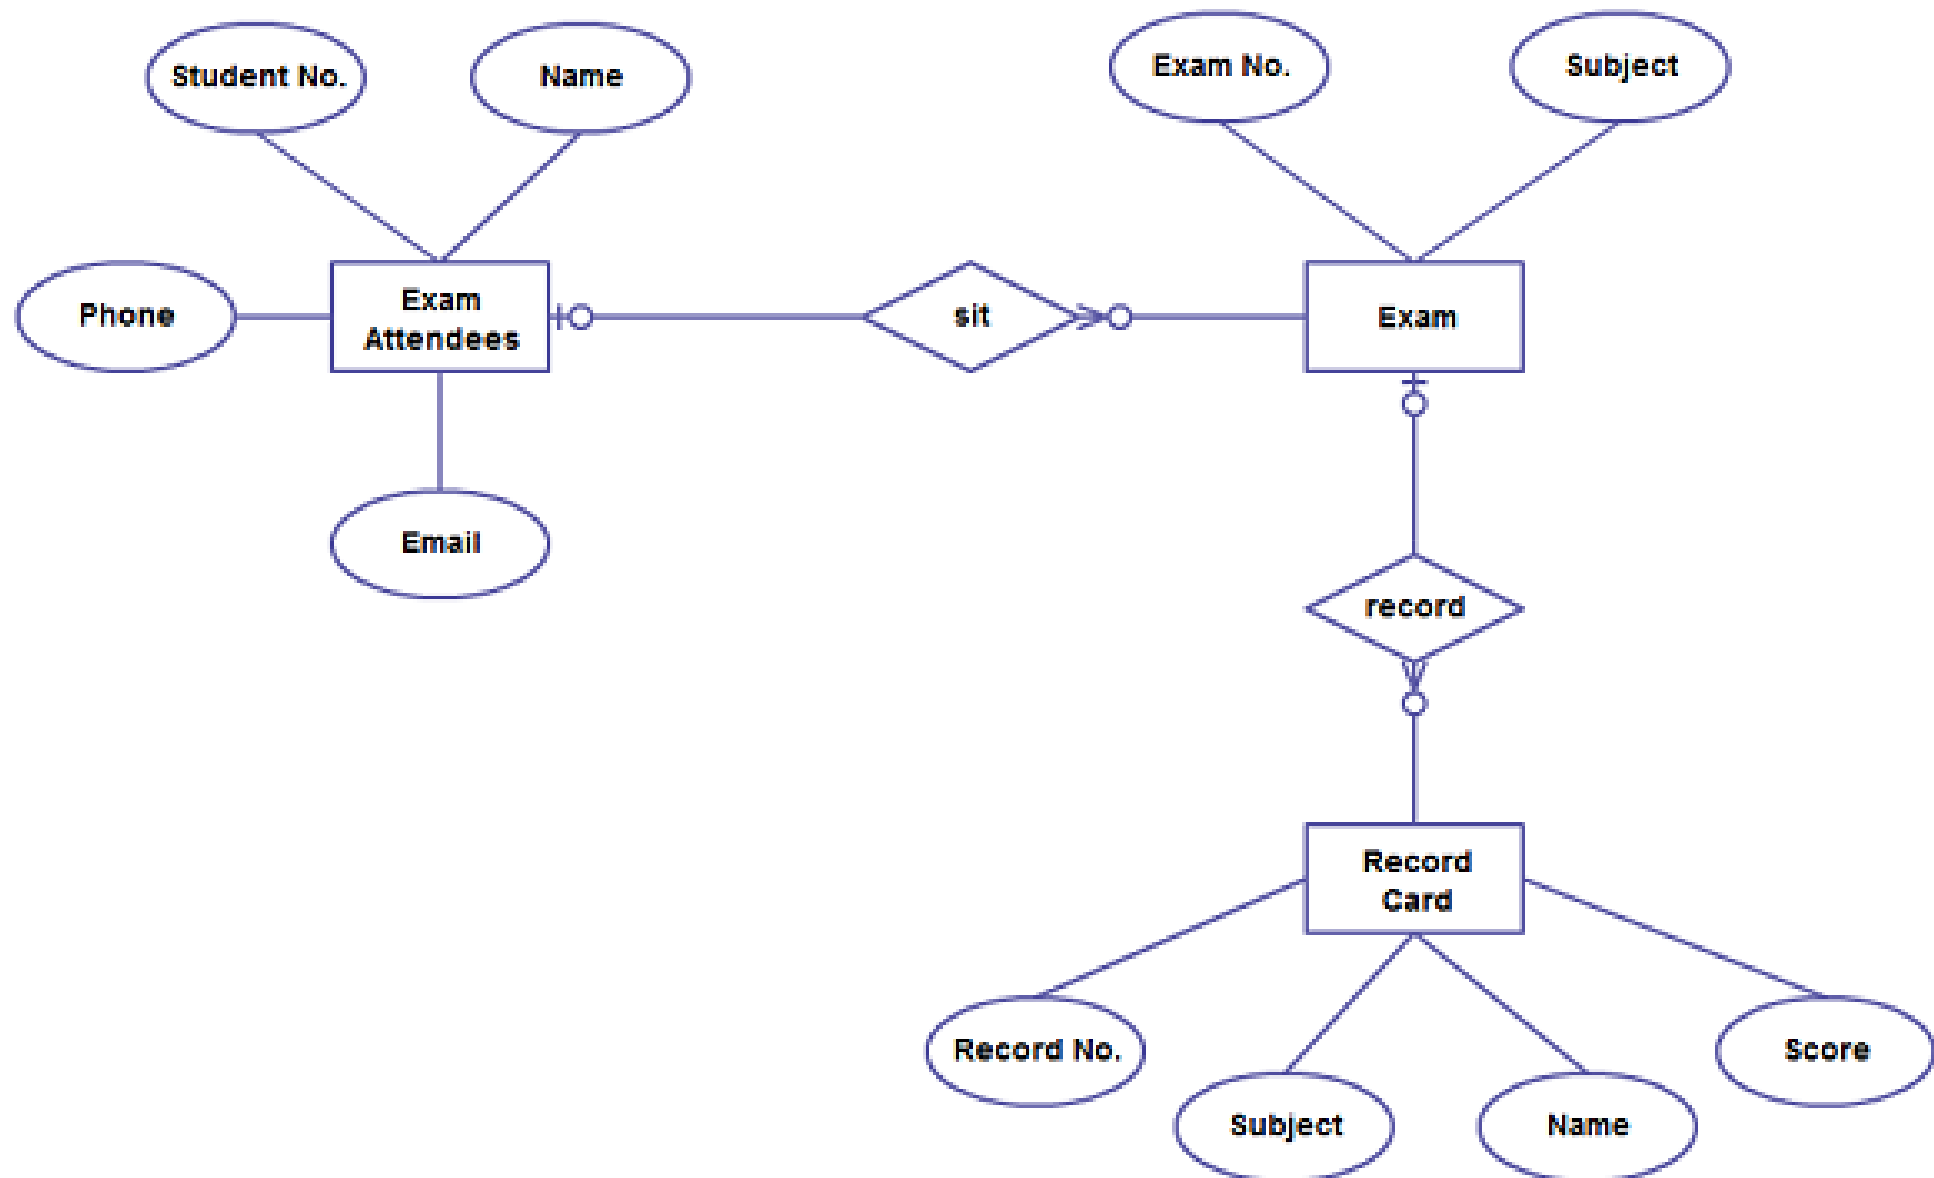 Student No.
Name
Exam No.
Subject
Phone
Exam
Attendees
sit
Exam
Email
record
Record
Card
Record No.
Subject
Name
Score